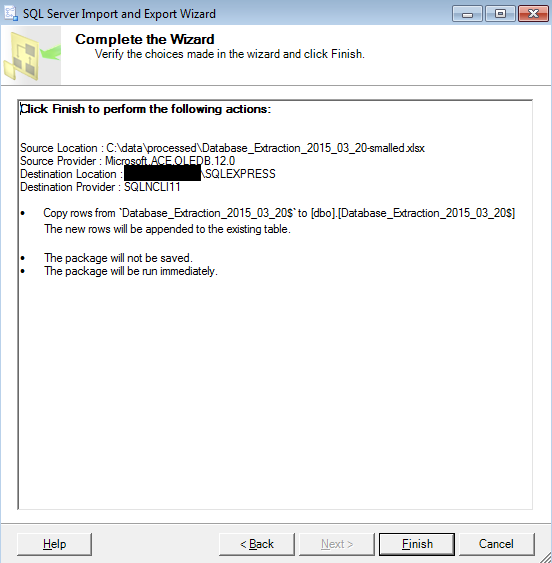 SQL Server Import and Export Wizard
Complete the Wizard
Verify the choices made in the wizard and click Finish.
Click Finish to perform the following actions:
Source Location : C:\data\processed\Database_Extraction_2015_03_20-smalled.xlsx
Source Provider : Microsoft.ACE.OLEDB.12.0
Destination Location : \SQLEXPRESS
Destination Provider : SQLNCLI11
• Copy rows from `Database_Extraction_2015_03_20$` to [dbo].[Database_Extraction_2015_03_20$]
The new rows will be appended to the existing table.
• The package will not be saved.
• The package will be run immediately.
Help
< Back
Next >
Finish
Cancel